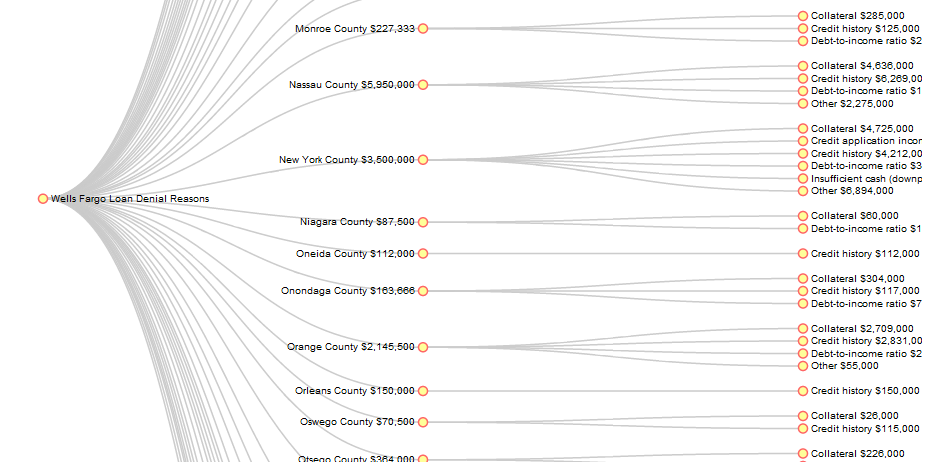 Wells Fargo Loan Denial Reasons
Monroe County $227,333
Collateral $285,000
Credit history $125,000
Debt-to-income ratio $2
Nassau County $5,950,000
Collateral $4,636,000
Credit history $6,269,00
Debt-to-income ratio $1
Other $2,275,000
New York County $3,500,000
Collateral $4,725,000
Credit application incor
Credit history $4,212,00
Debt-to-income ratio $3
Insufficient cash (downp
Other $6,894,000
Niagara County $87,500
Collateral $60,000
Debt-to-income ratio $1
Oneida County $112,000
Credit history $112,000
Onondaga County $163,666
Collateral $304,000
Credit history $117,000
Debt-to-income ratio $7
Orange County $2,145,500
Collateral $2,709,000
Credit history $2,831,00
Debt-to-income ratio $2
Other $55,000
Orleans County $150,000
Credit history $150,000
Oswego County $70,500
Collateral $26,000
Credit history $115,000
Otsego County $364,000
Collateral $226,000